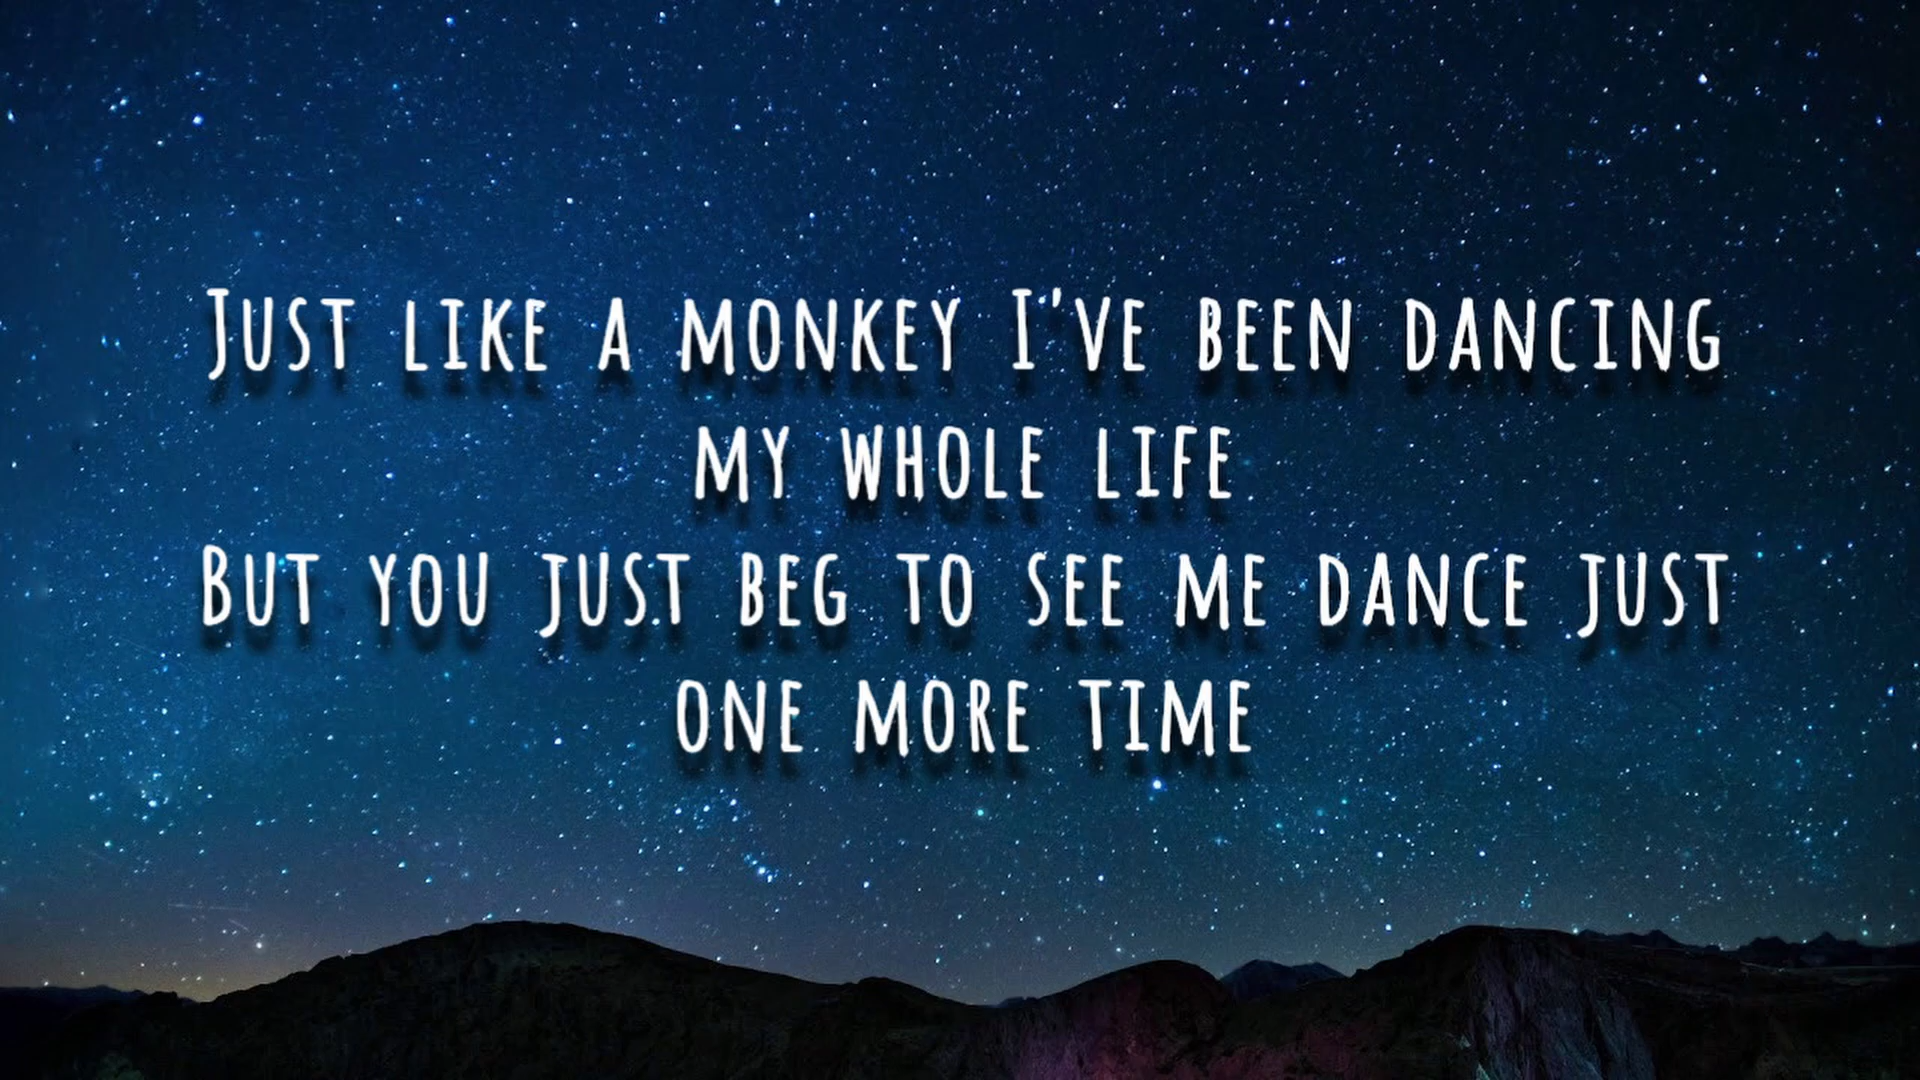 Just like a monkey I've been dancing
my whole life
But you just beg to see me dance just
one more time